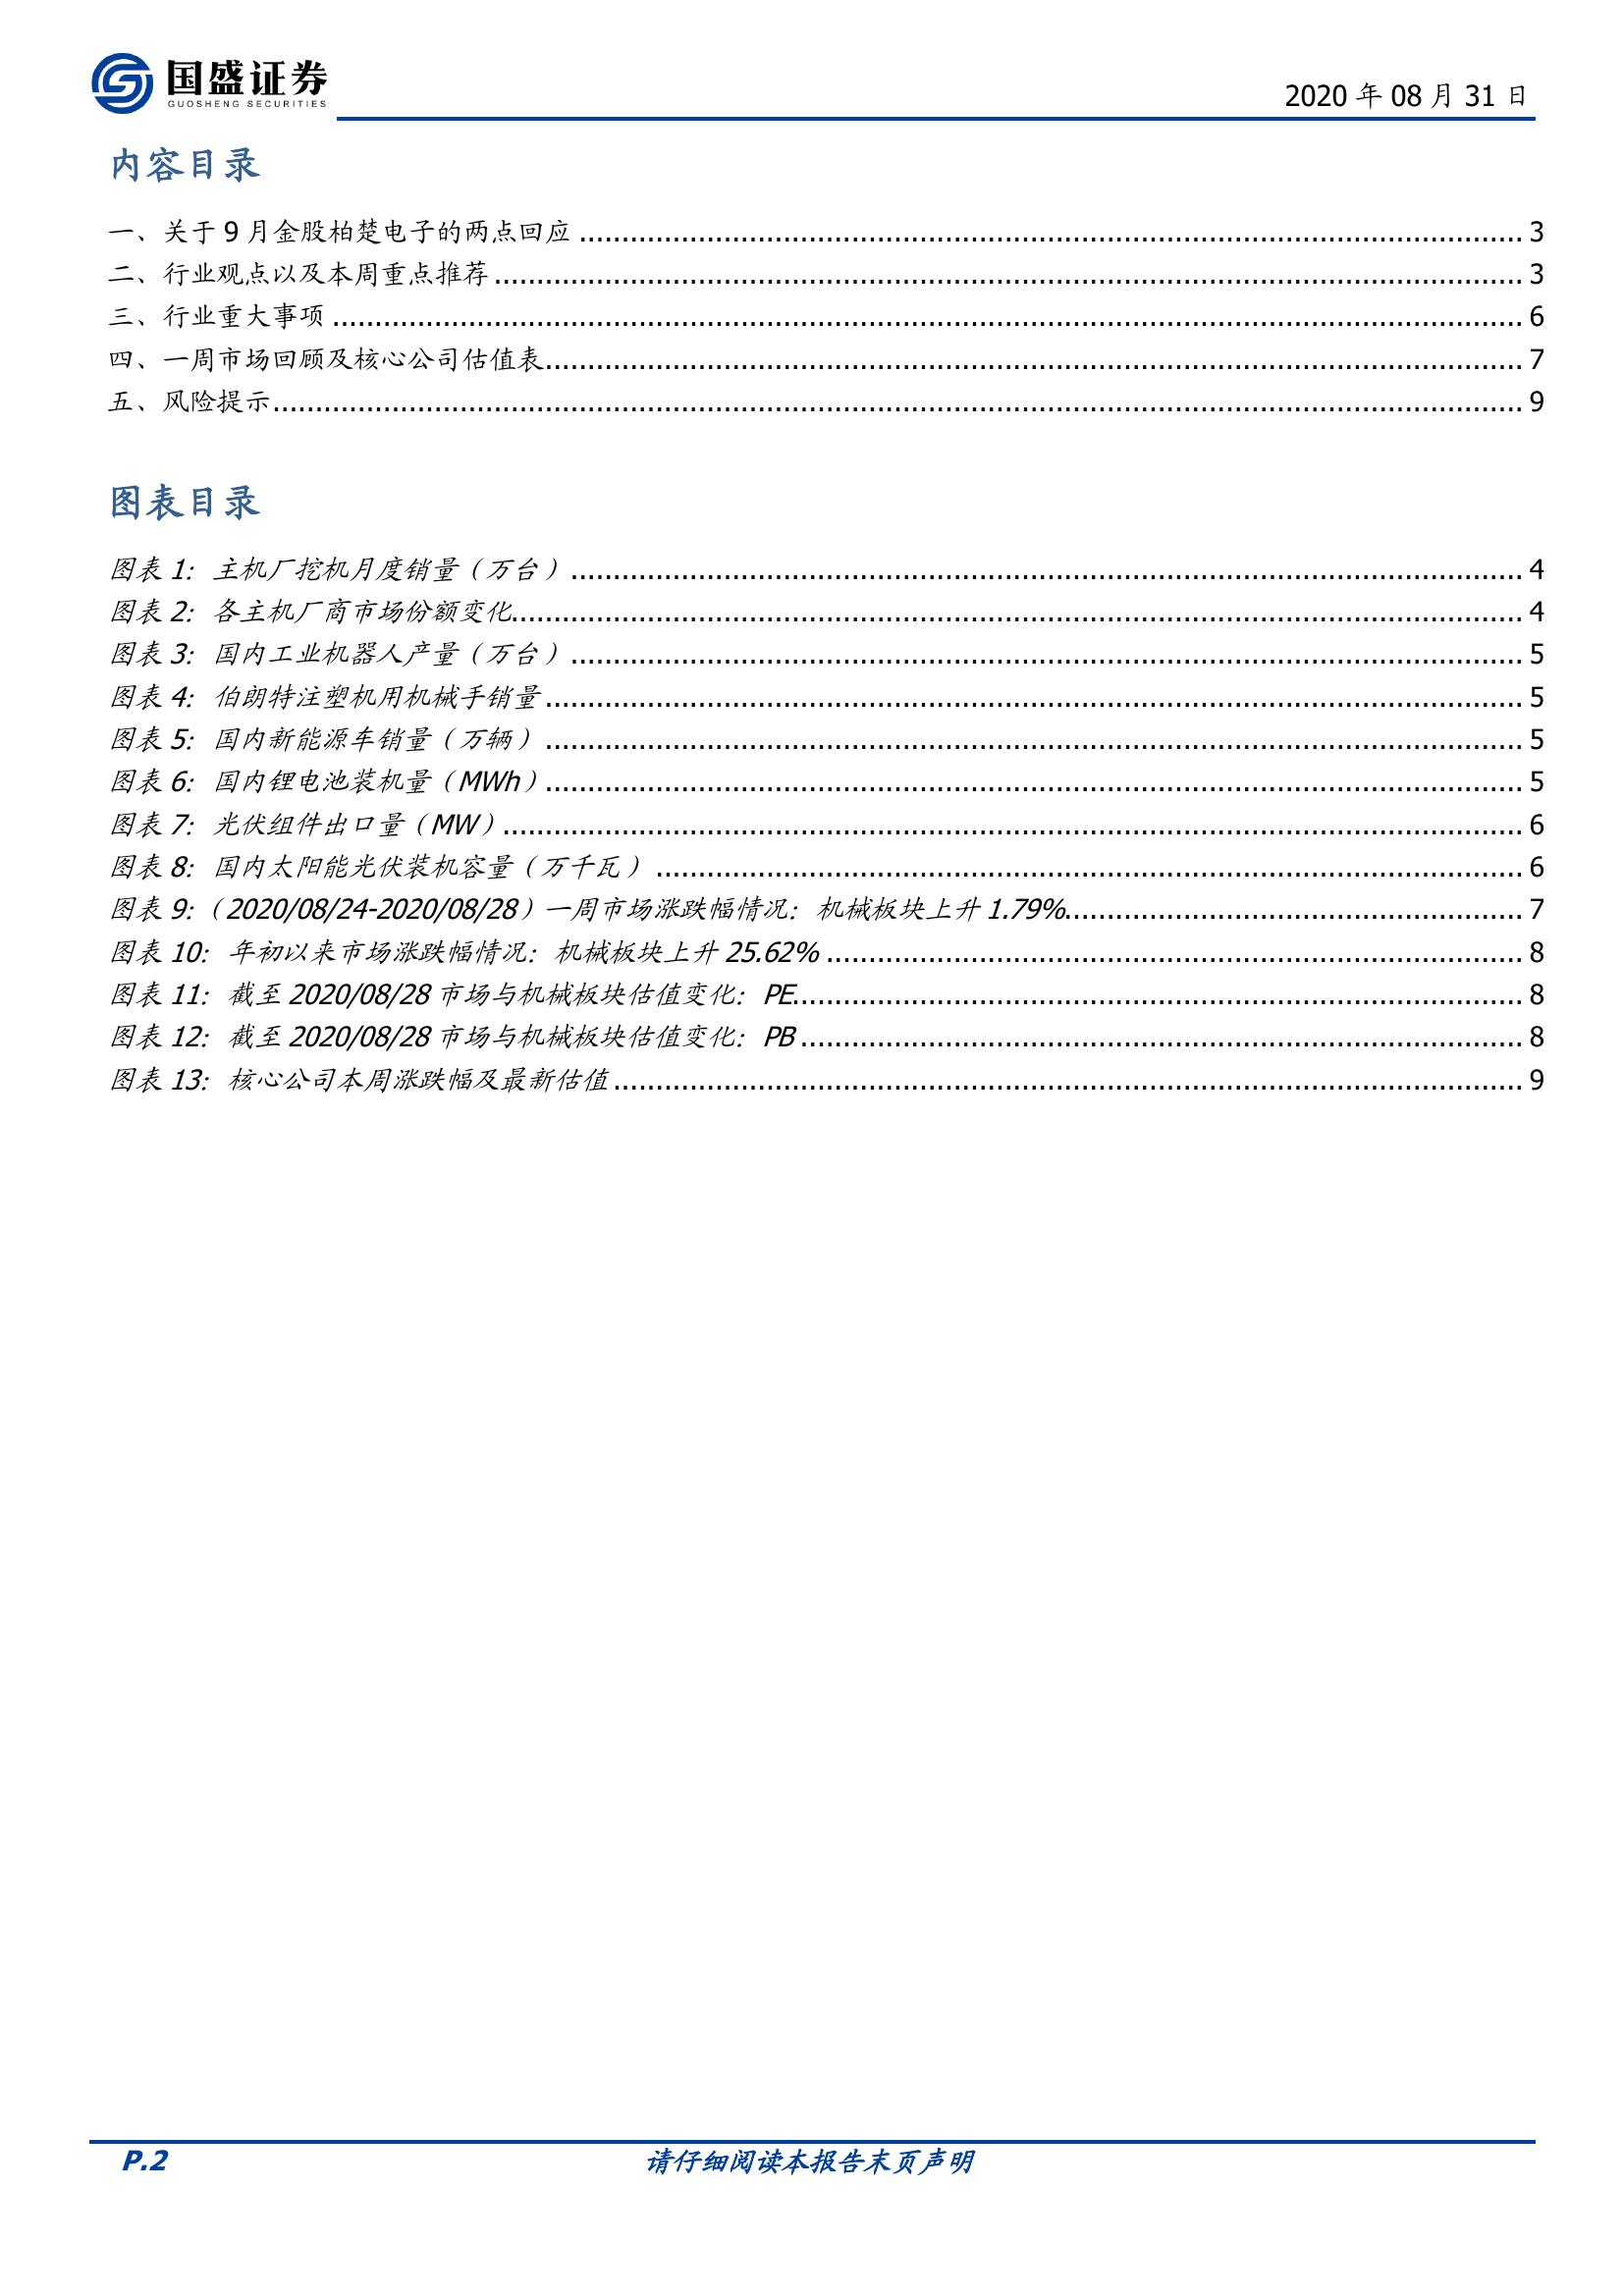 国盛证券
GUOSHENG SECURITIES
2020 年 08 月 31 日
内容目录
一、关于 9 月金股柏楚电子的两点回应 ........ 3
二、行业观点以及本周重点推荐 ........ 3
三、行业重大事项 ........ 6
四、一周市场回顾及核心公司估值表 ........ 7
五、风险提示 ........ 9
图表目录
图表 1：主机厂挖机月度销量（万台） ........ 4
图表 2：各主机厂商市场份额变化 ........ 4
图表 3：国内工业机器人产量（万台） ........ 5
图表 4：伯朗特注塑机用机械手销量 ........ 5
图表 5：国内新能源车销量（万辆） ........ 5
图表 6：国内锂电池装机量（MWh） ........ 5
图表 7：光伏组件出口量（MW） ........ 6
图表 8：国内太阳能光伏装机容量（万千瓦） ........ 6
图表 9：（2020/08/24-2020/08/28）一周市场涨跌幅情况：机械板块上升 1.79% ........ 7
图表 10：年初以来市场涨跌幅情况：机械板块上升 25.62% ........ 8
图表 11：截至 2020/08/28 市场与机械板块估值变化：PE ........ 8
图表 12：截至 2020/08/28 市场与机械板块估值变化：PB ........ 8
图表 13：核心公司本周涨跌幅及最新估值 ........ 9
P.2 请仔细阅读本报告末页声明